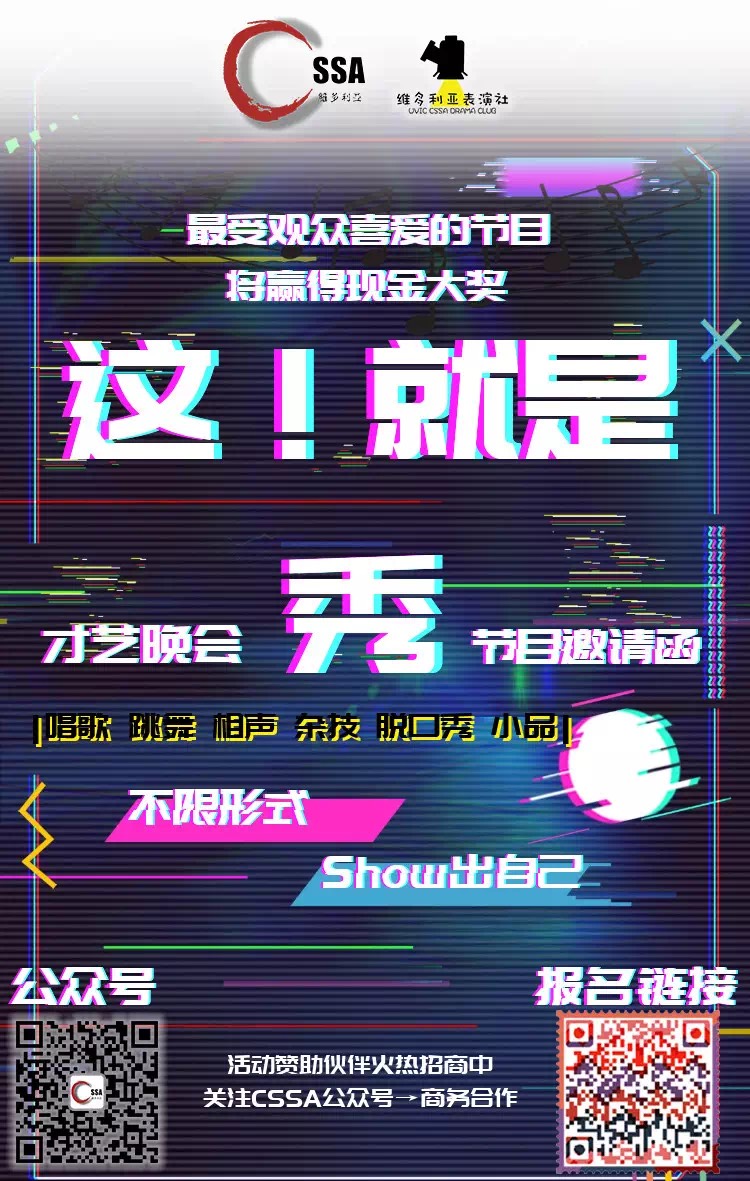 CSSA
维多利亚
维多利亚表演社
UVIC CSSA DRAMA CLUB
最受观众喜爱的节目
将赢得现金大奖
这！就是
秀
才艺晚会
节目邀请函
|唱歌 跳舞 相声 杂技 脱口秀 小品|
不限形式
Show出自己
公众号
报名链接
CSSA
活动赞助伙伴火热招商中
关注CSSA公众号→商务合作